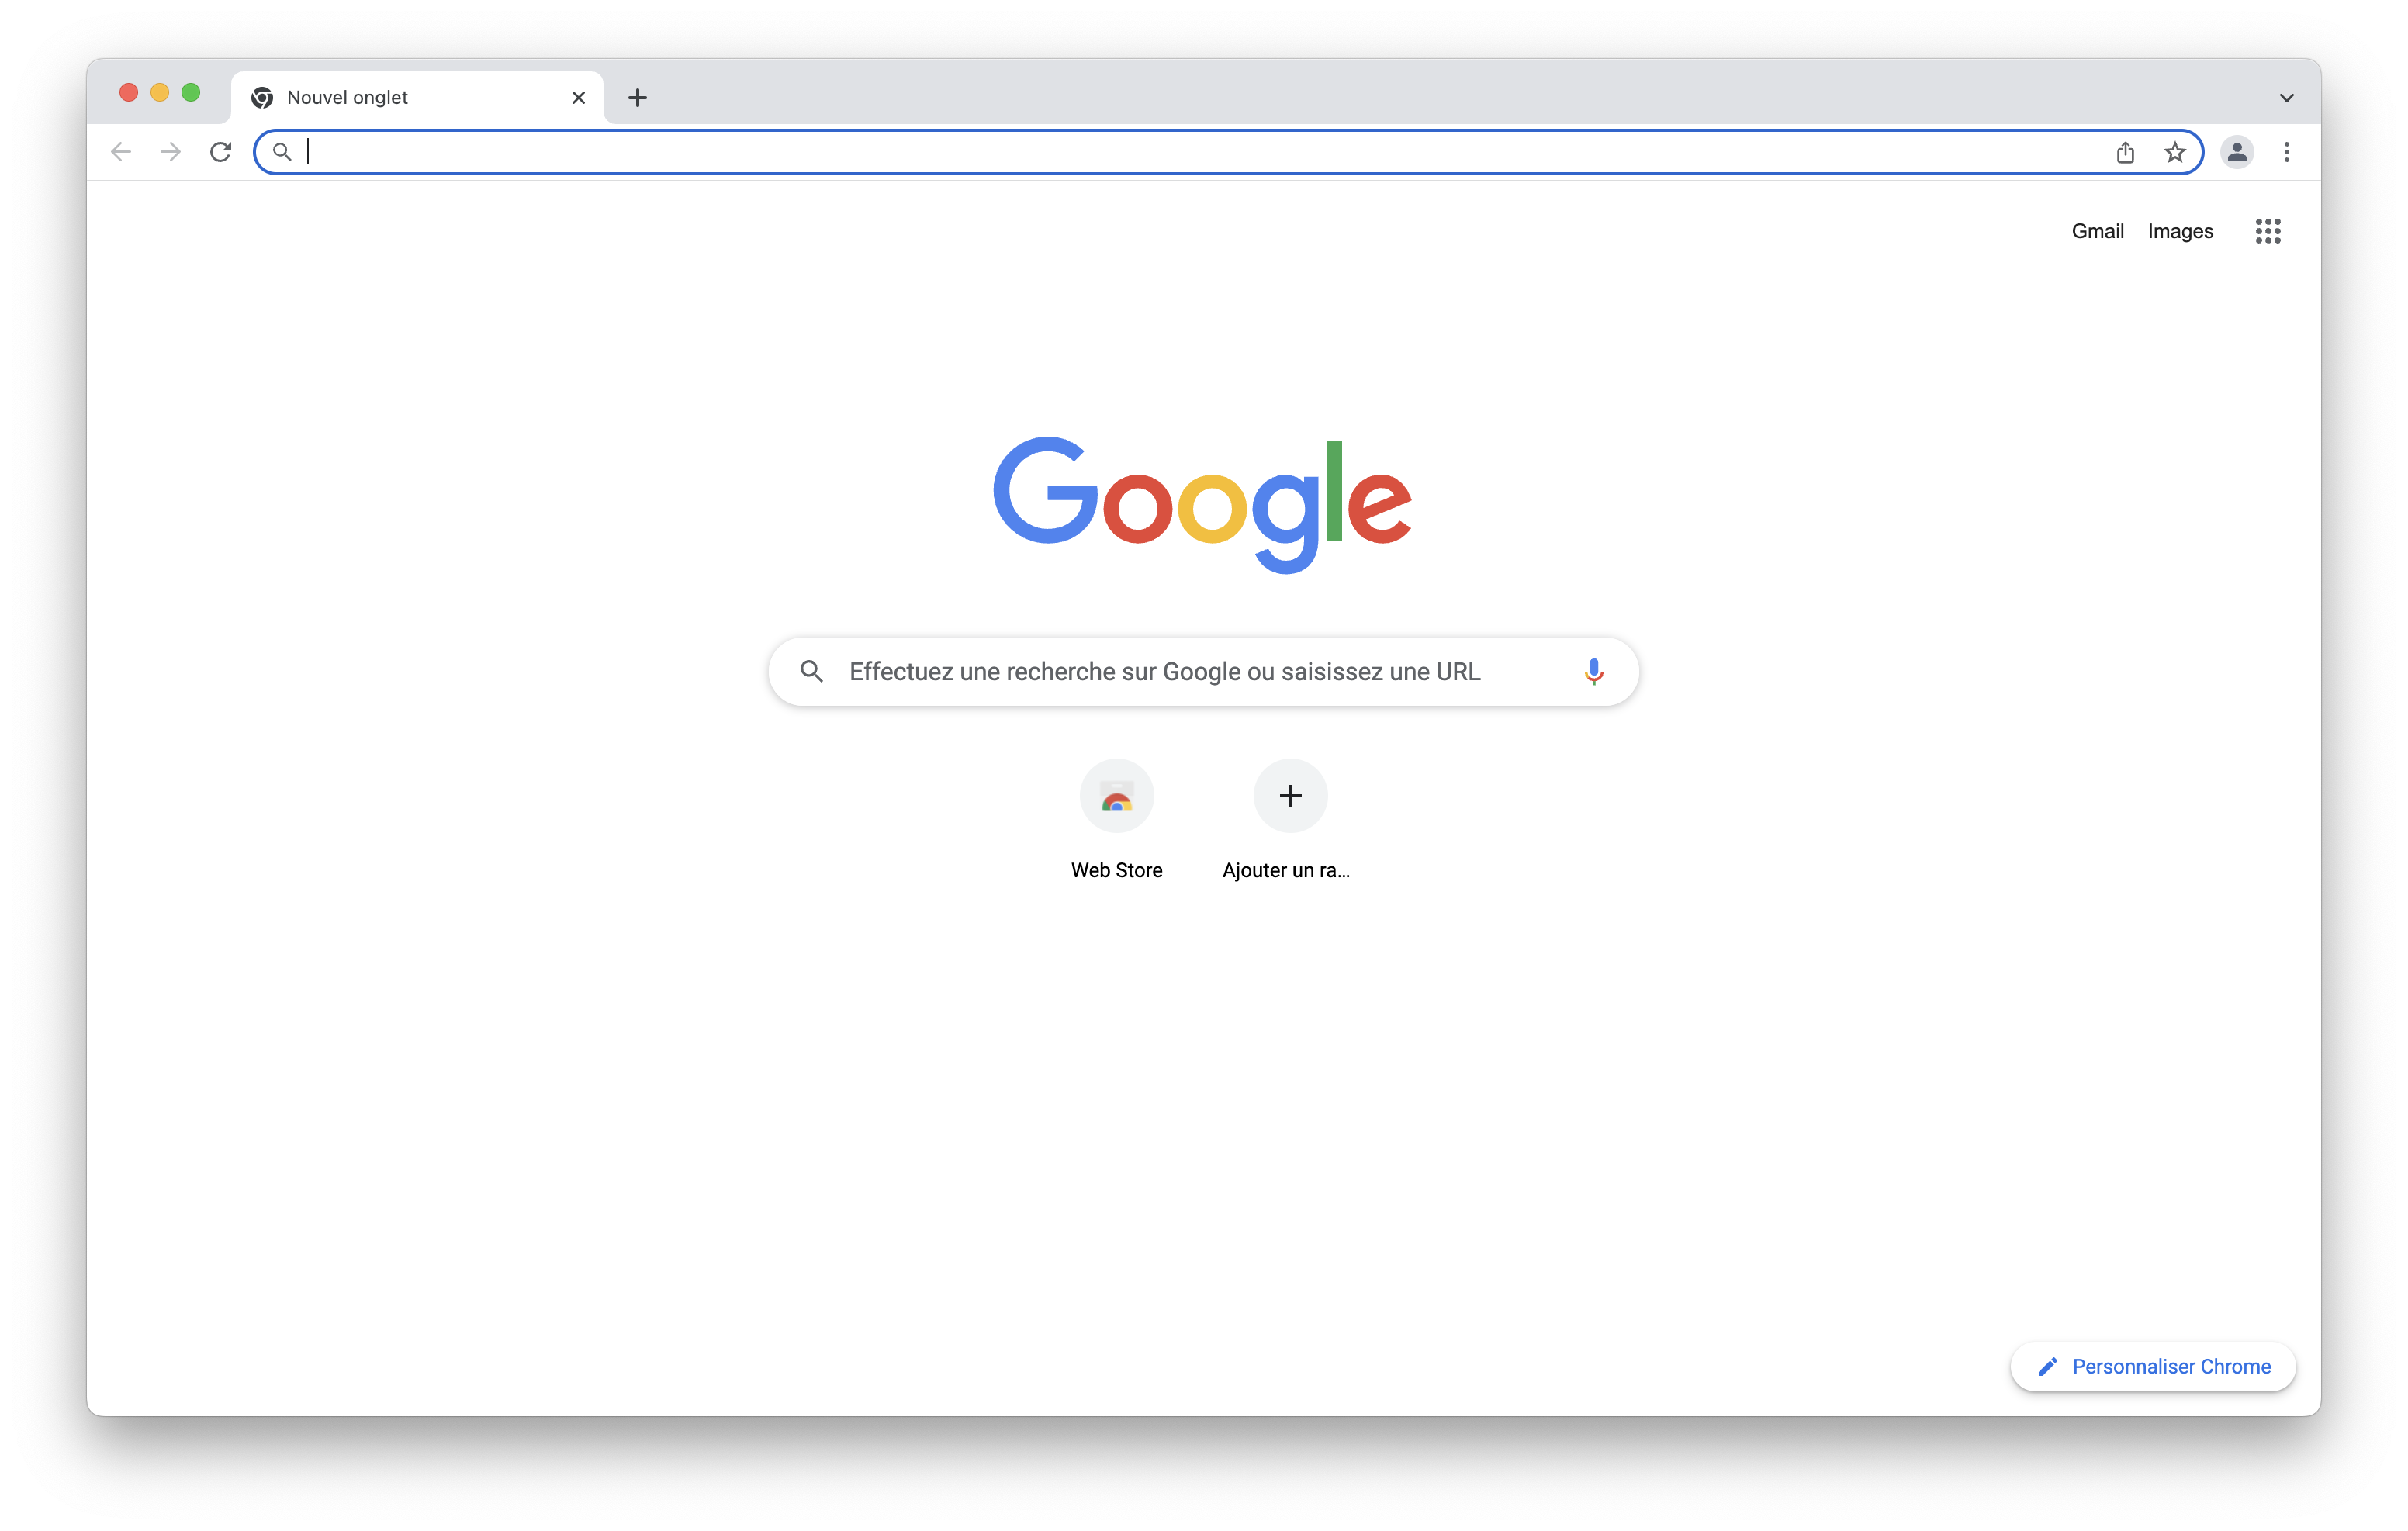 Nouvel onglet
Gmail Images
Google
Effectuez une recherche sur Google ou saisissez une URL
Web Store
Ajouter un ra...
Personnaliser Chrome